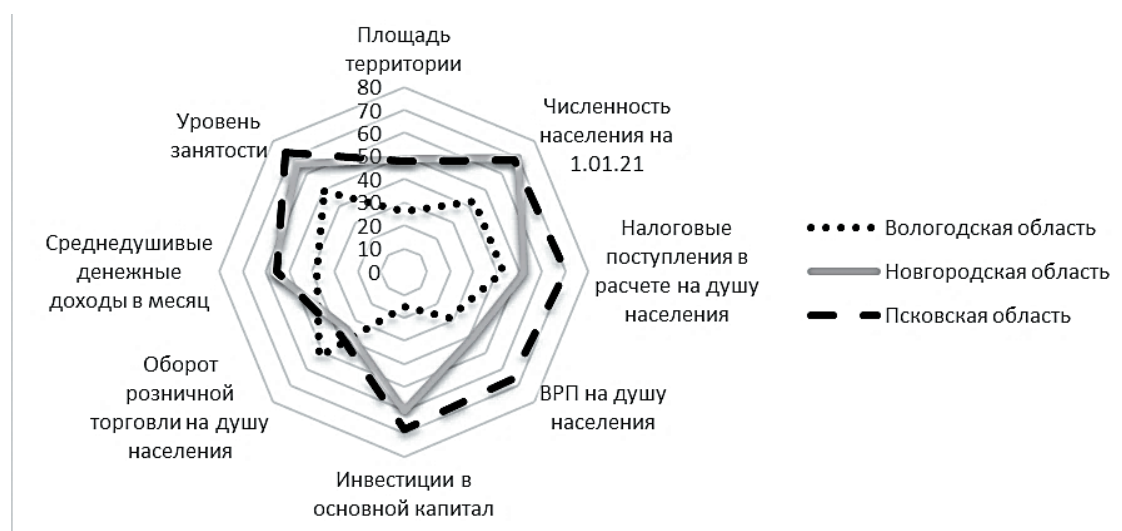 Площадь
территории
80
70
60
50
40
30
20
10
0
Численность
населения на
1.01.21
Налоговые
поступления в
расчете на душу
населения
ВРП на душу
населения
Инвестиции в
основной капитал
Оборот
розничной
торговли на душу
населения
Среднедушивые
денежные
доходы в месяц
Уровень
занятости
Вологодская область
Новгородская область
Псковская область